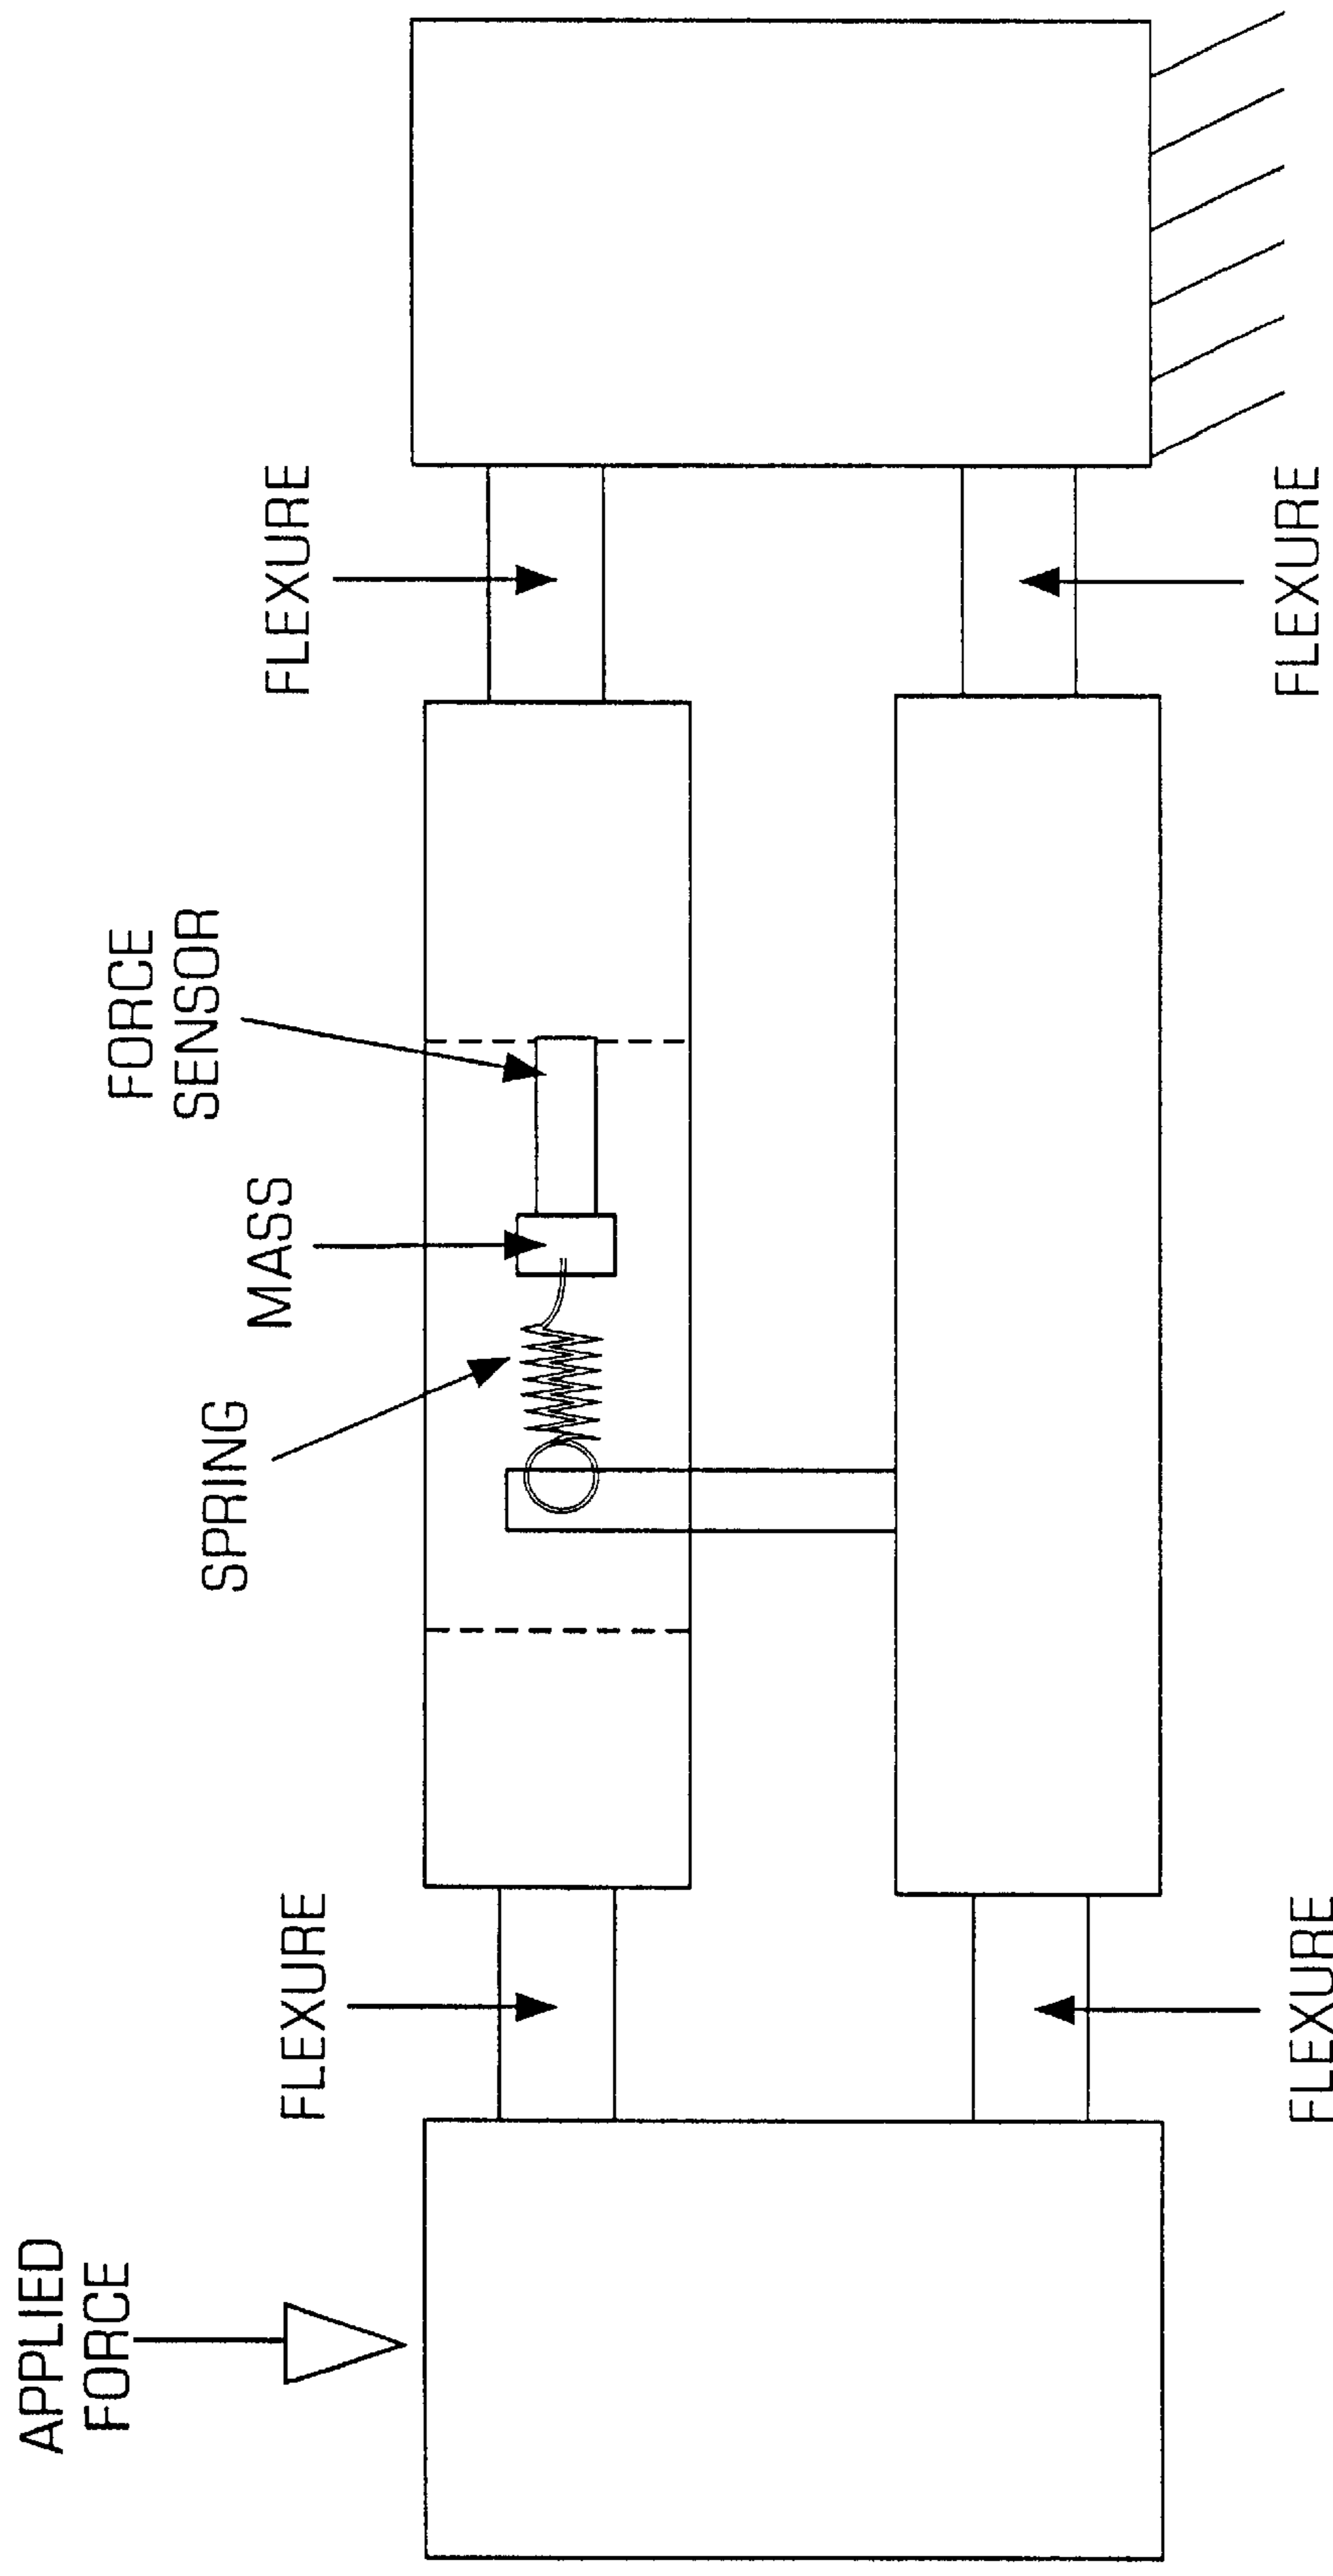 APPLIED
FORCE
FLEXURE
SPRING
MASS
FORCE
SENSOR
FLEXURE
FLEXURE
FLEXURE